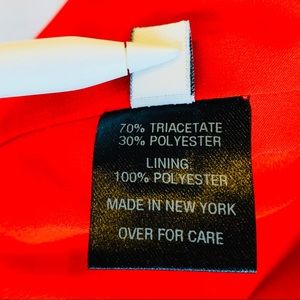 70% TRIACETATE
30% POLYESTER
LINING
100% POLYESTER
MADE IN NEW YORK
OVER FOR CARE